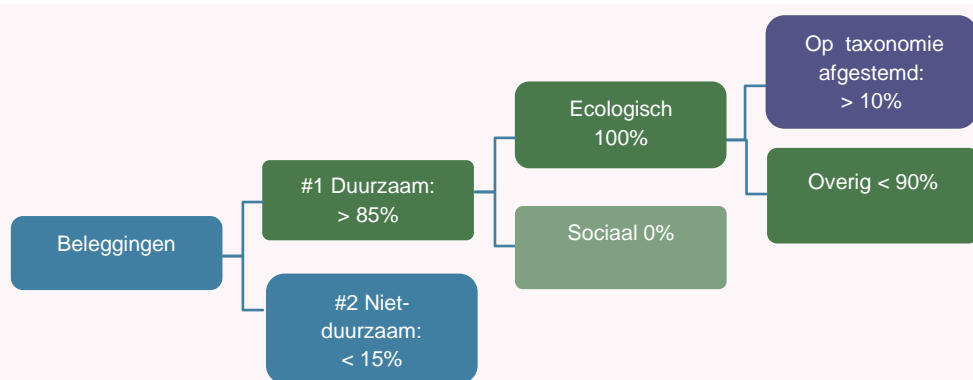 Beleggingen
#1 Duurzaam:
> 85%
#2 Niet-
duurzaam:
< 15%
Ecologisch
100%
Sociaal 0%
Op taxonomie
afgestemd:
> 10%
Overig < 90%